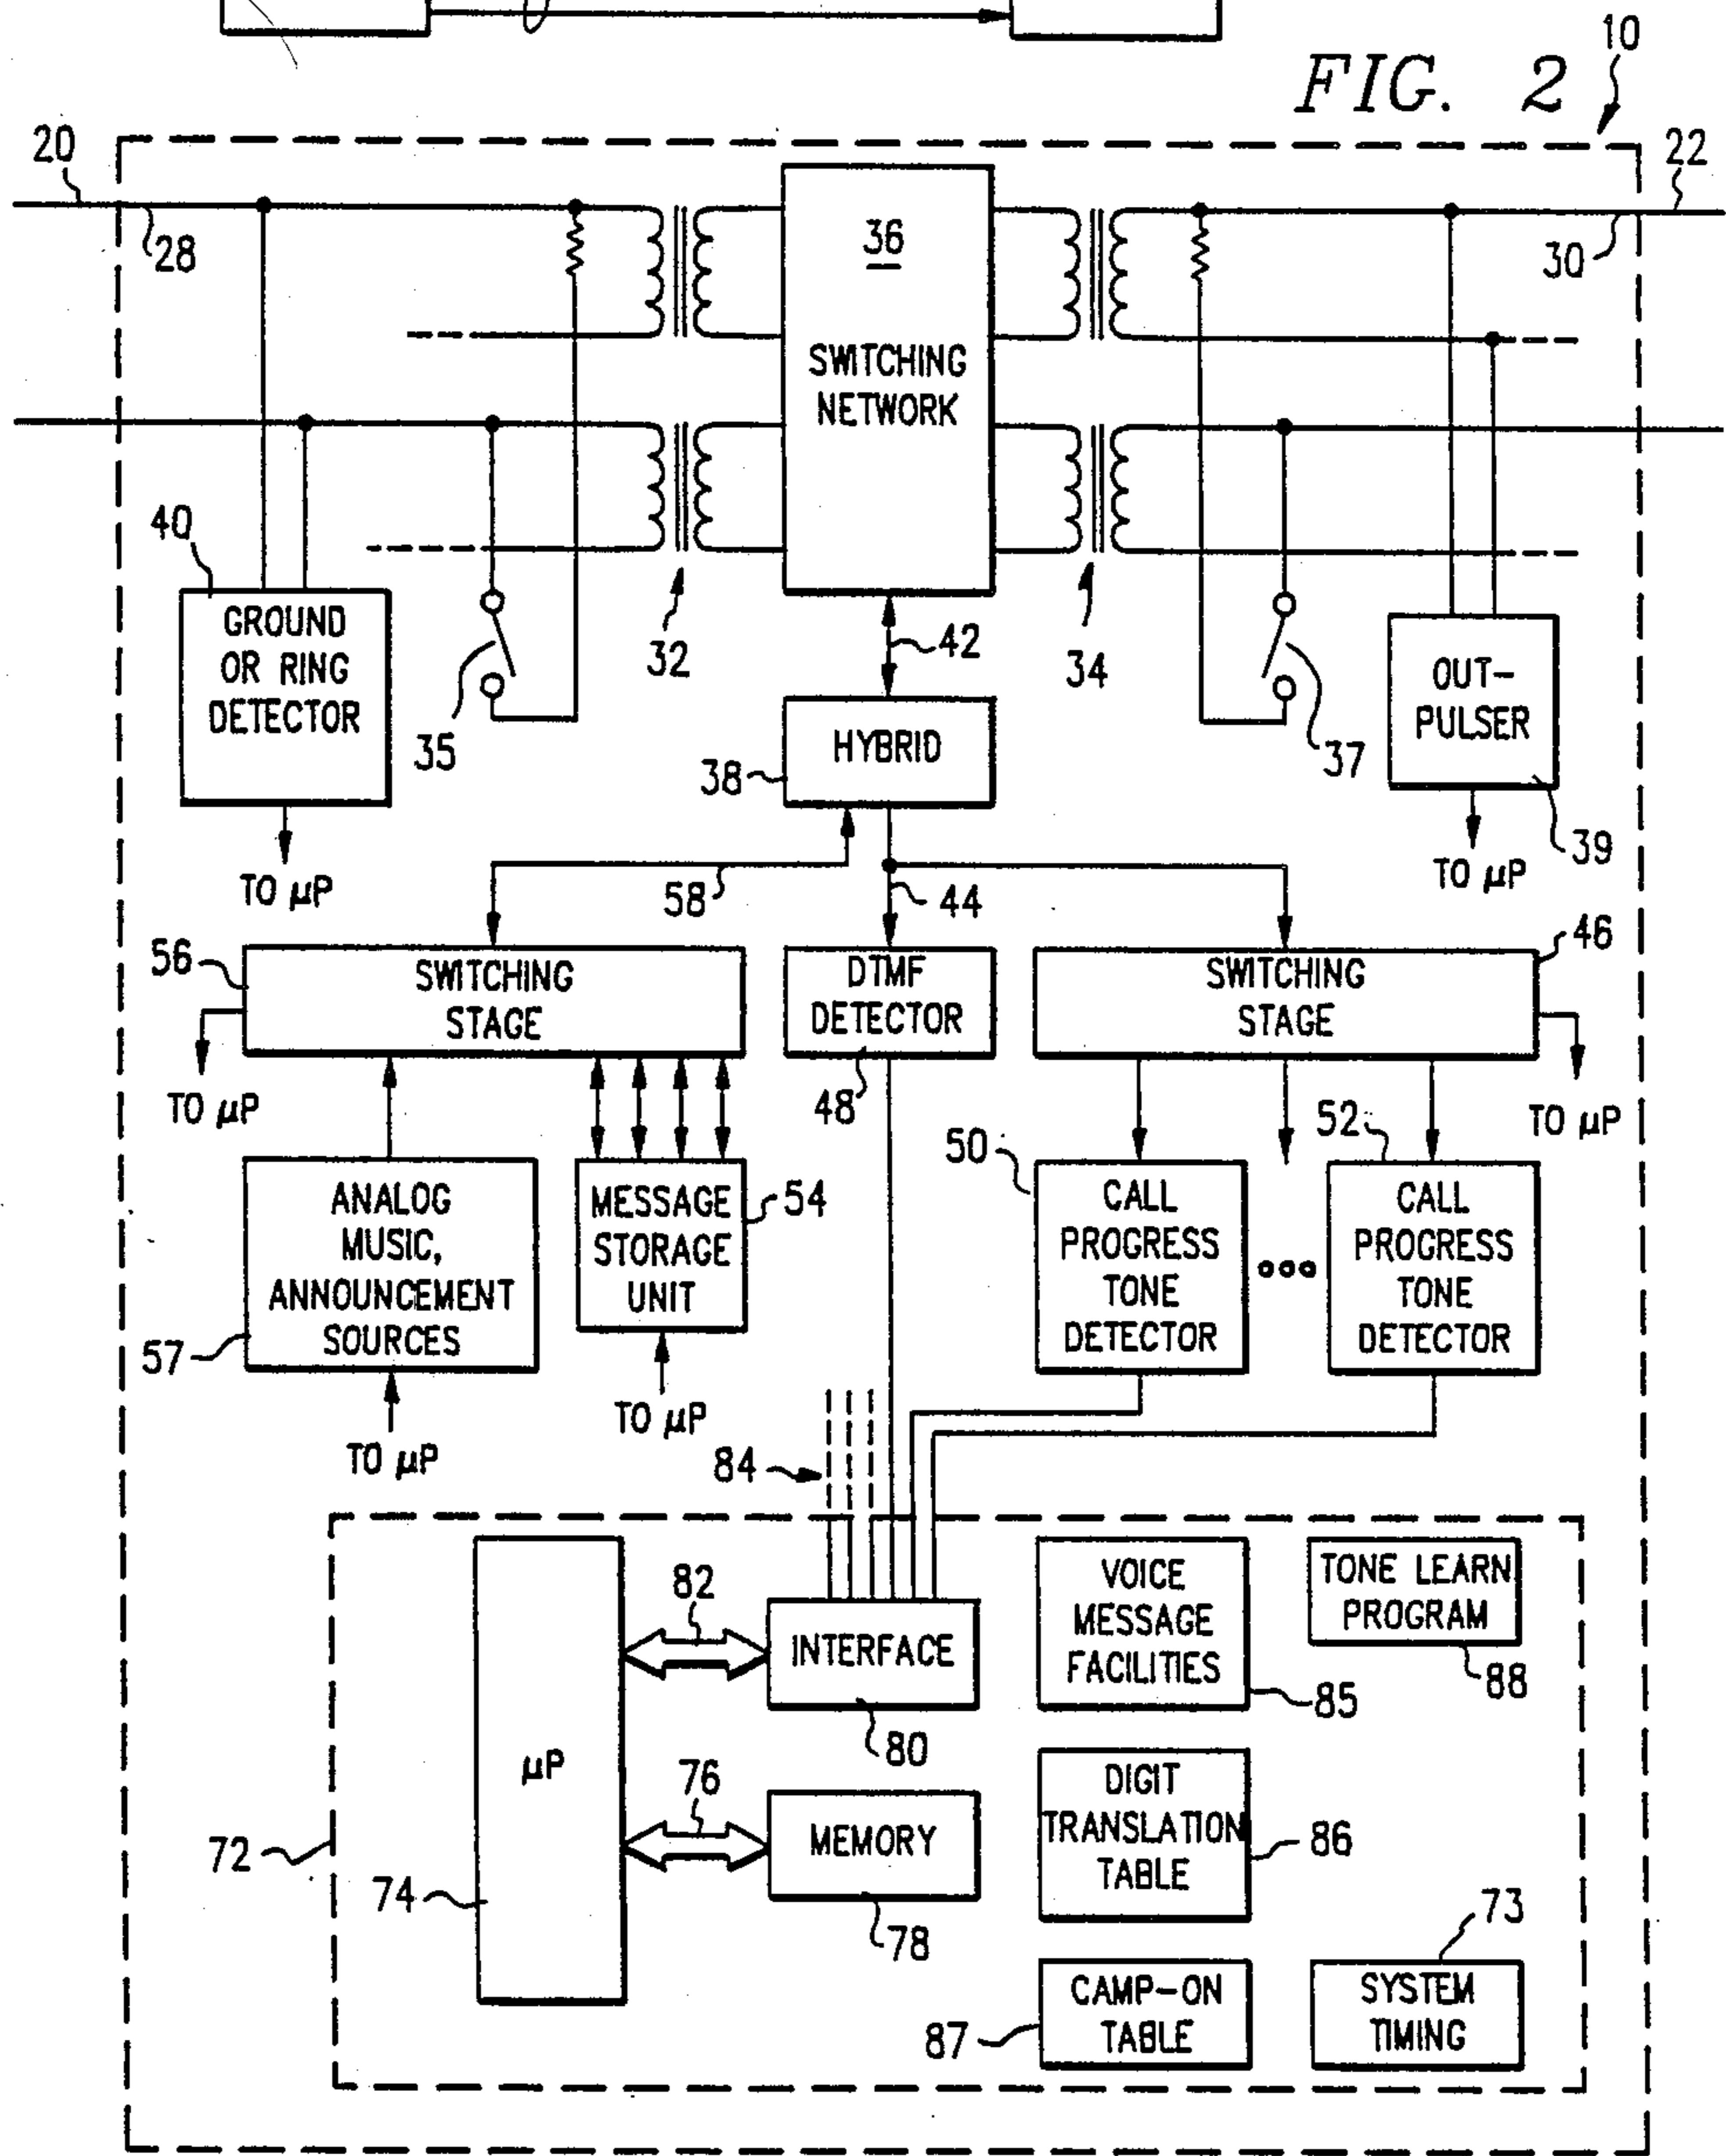 FIG. 2
10
20
22
28
30
36
SWITCHING
NETWORK
40
GROUND
OR RING
DETECTOR
35
32
42
34
37
OUT-
PULSER
39
38
HYBRID
TO μP
TO μP
58
44
56
SWITCHING
STAGE
DTMF
DETECTOR
48
46
SWITCHING
STAGE
TO μP
TO μP
50
52
57
ANALOG
MUSIC,
ANNOUNCEMENT
SOURCES
MESSAGE
STORAGE
UNIT
54
CALL
PROGRESS
TONE
DETECTOR
CALL
PROGRESS
TONE
DETECTOR
TO μP
TO μP
84
72
74
μP
82
INTERFACE
80
76
MEMORY
78
VOICE
MESSAGE
FACILITIES
85
TONE LEARN
PROGRAM
88
DIGIT
TRANSLATION
TABLE
86
87
CAMP-ON
TABLE
73
SYSTEM
TIMING